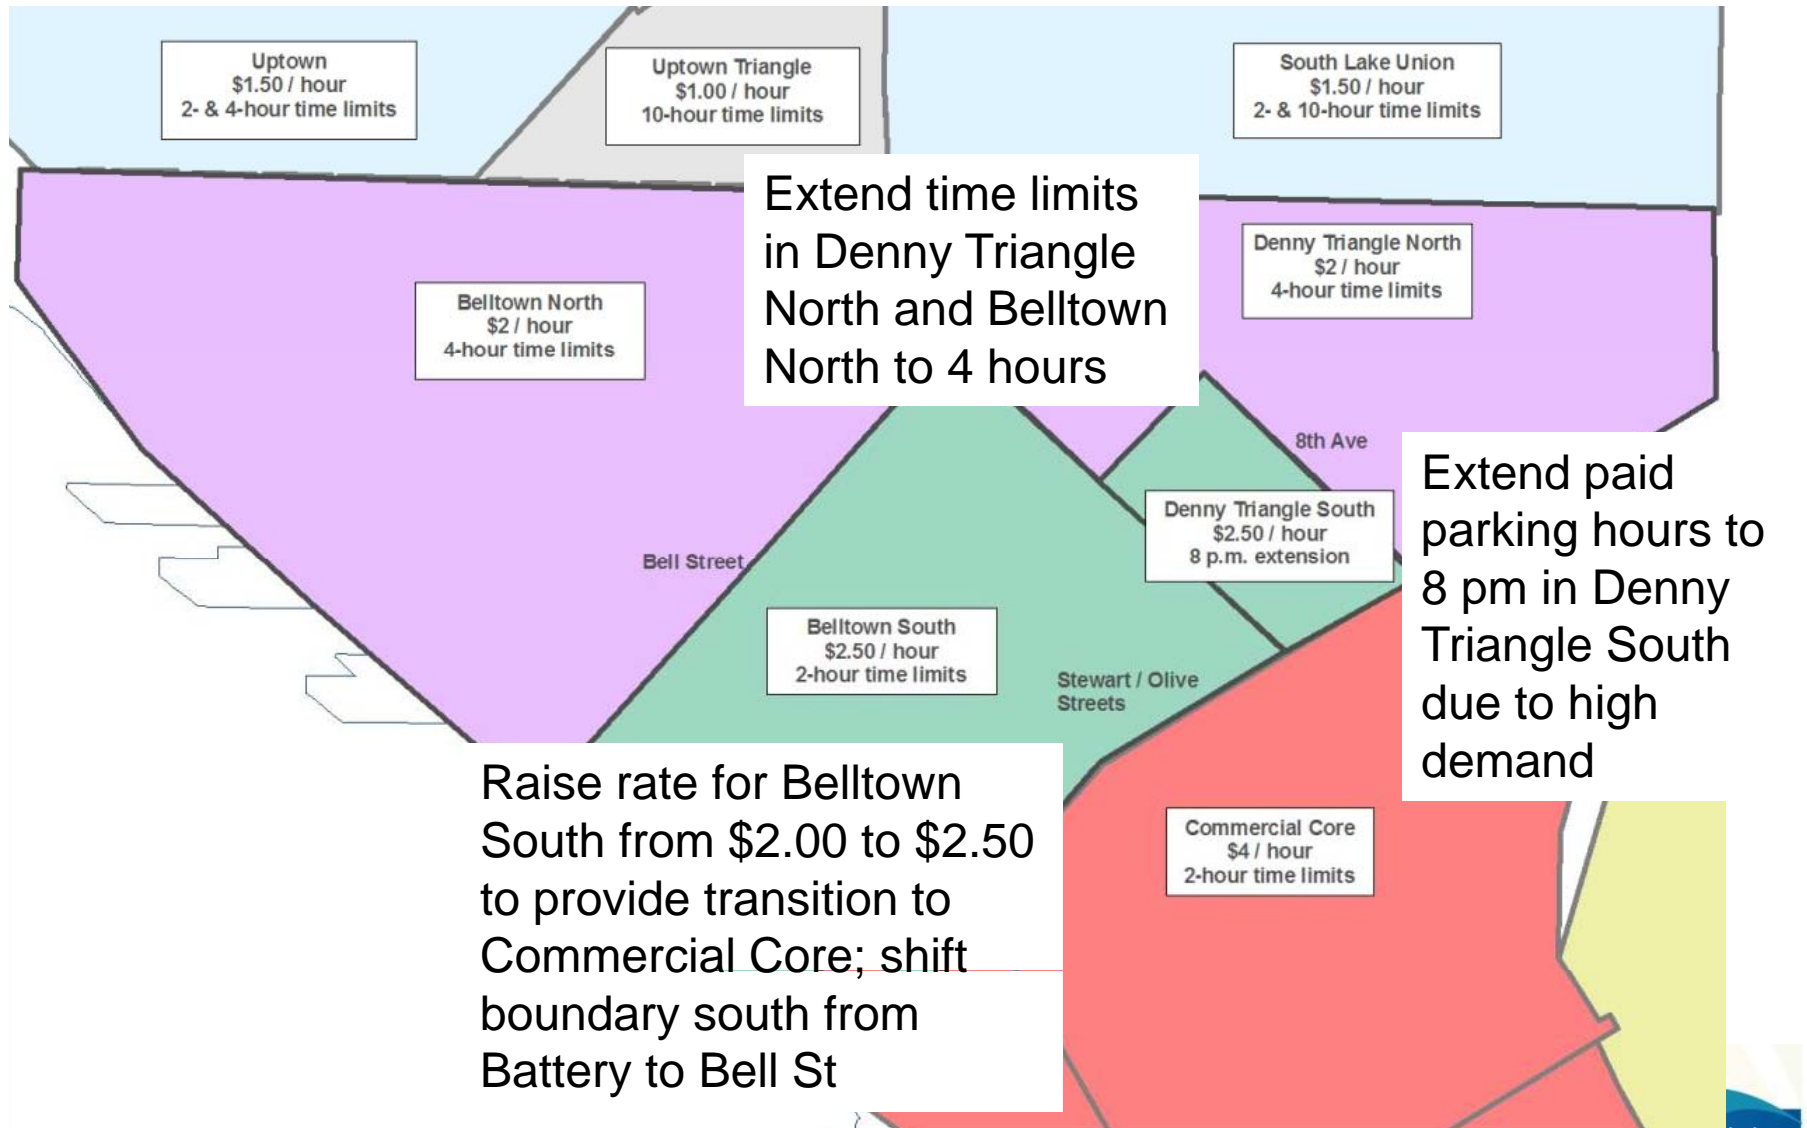 Uptown
$1.50 / hour
2- & 4-hour time limits
Uptown Triangle
$1.00 / hour
10-hour time limits
South Lake Union
$1.50 / hour
2- & 10-hour time limits
Extend time limits
in Denny Triangle
North and Belltown
North to 4 hours
Denny Triangle North
$2 / hour
4-hour time limits
Belltown North
$2 / hour
4-hour time limits
8th Ave
Extend paid
parking hours to
8 pm in Denny
Triangle South
due to high
demand
Denny Triangle South
$2.50 / hour
8 p.m. extension
Bell Street
Belltown South
$2.50 / hour
2-hour time limits
Stewart / Olive
Streets
Raise rate for Belltown
South from $2.00 to $2.50
to provide transition to
Commercial Core; shift
boundary south from
Battery to Bell St
Commercial Core
$4 / hour
2-hour time limits